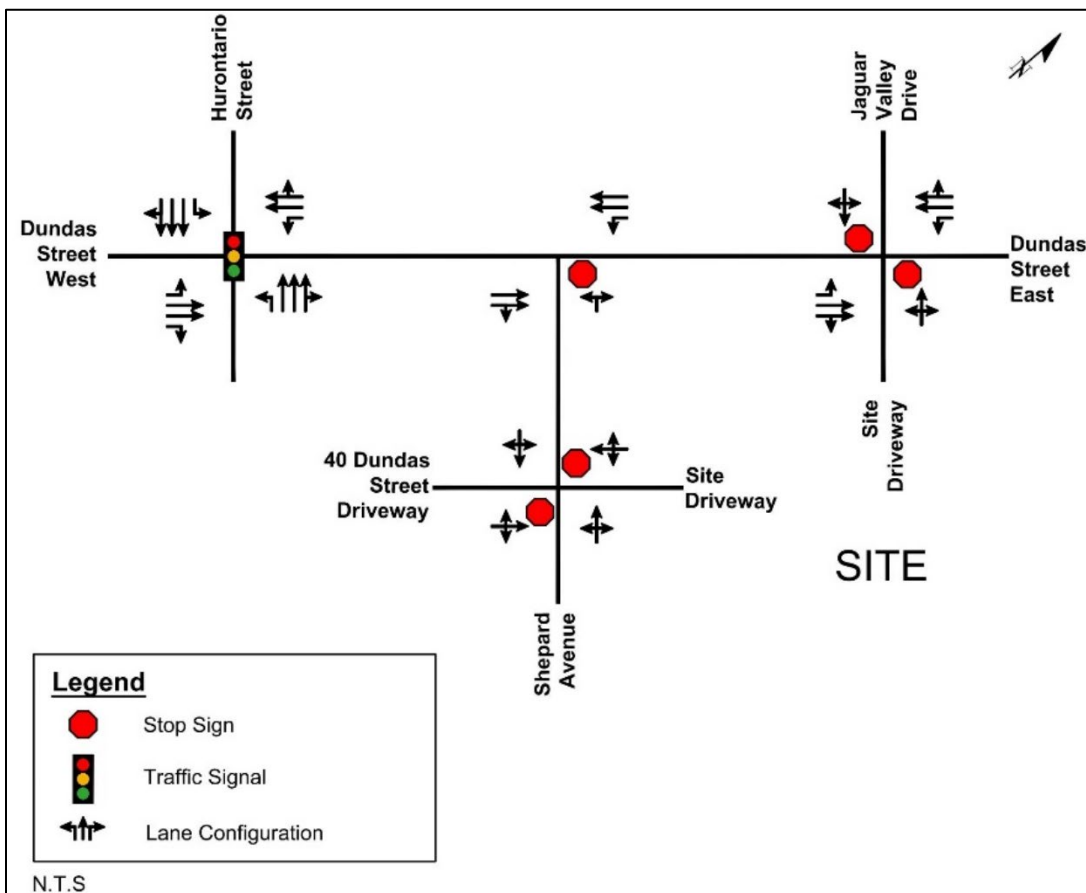 Hurontario
Street
Jaguar
Valley
Drive
N
Dundas
Street
West
Dundas
Street
East
40 Dundas
Street
Driveway
Site
Driveway
Site
Driveway
SITE
Shepard
Avenue
Legend
Stop Sign
Traffic Signal
Lane Configuration
N.T.S